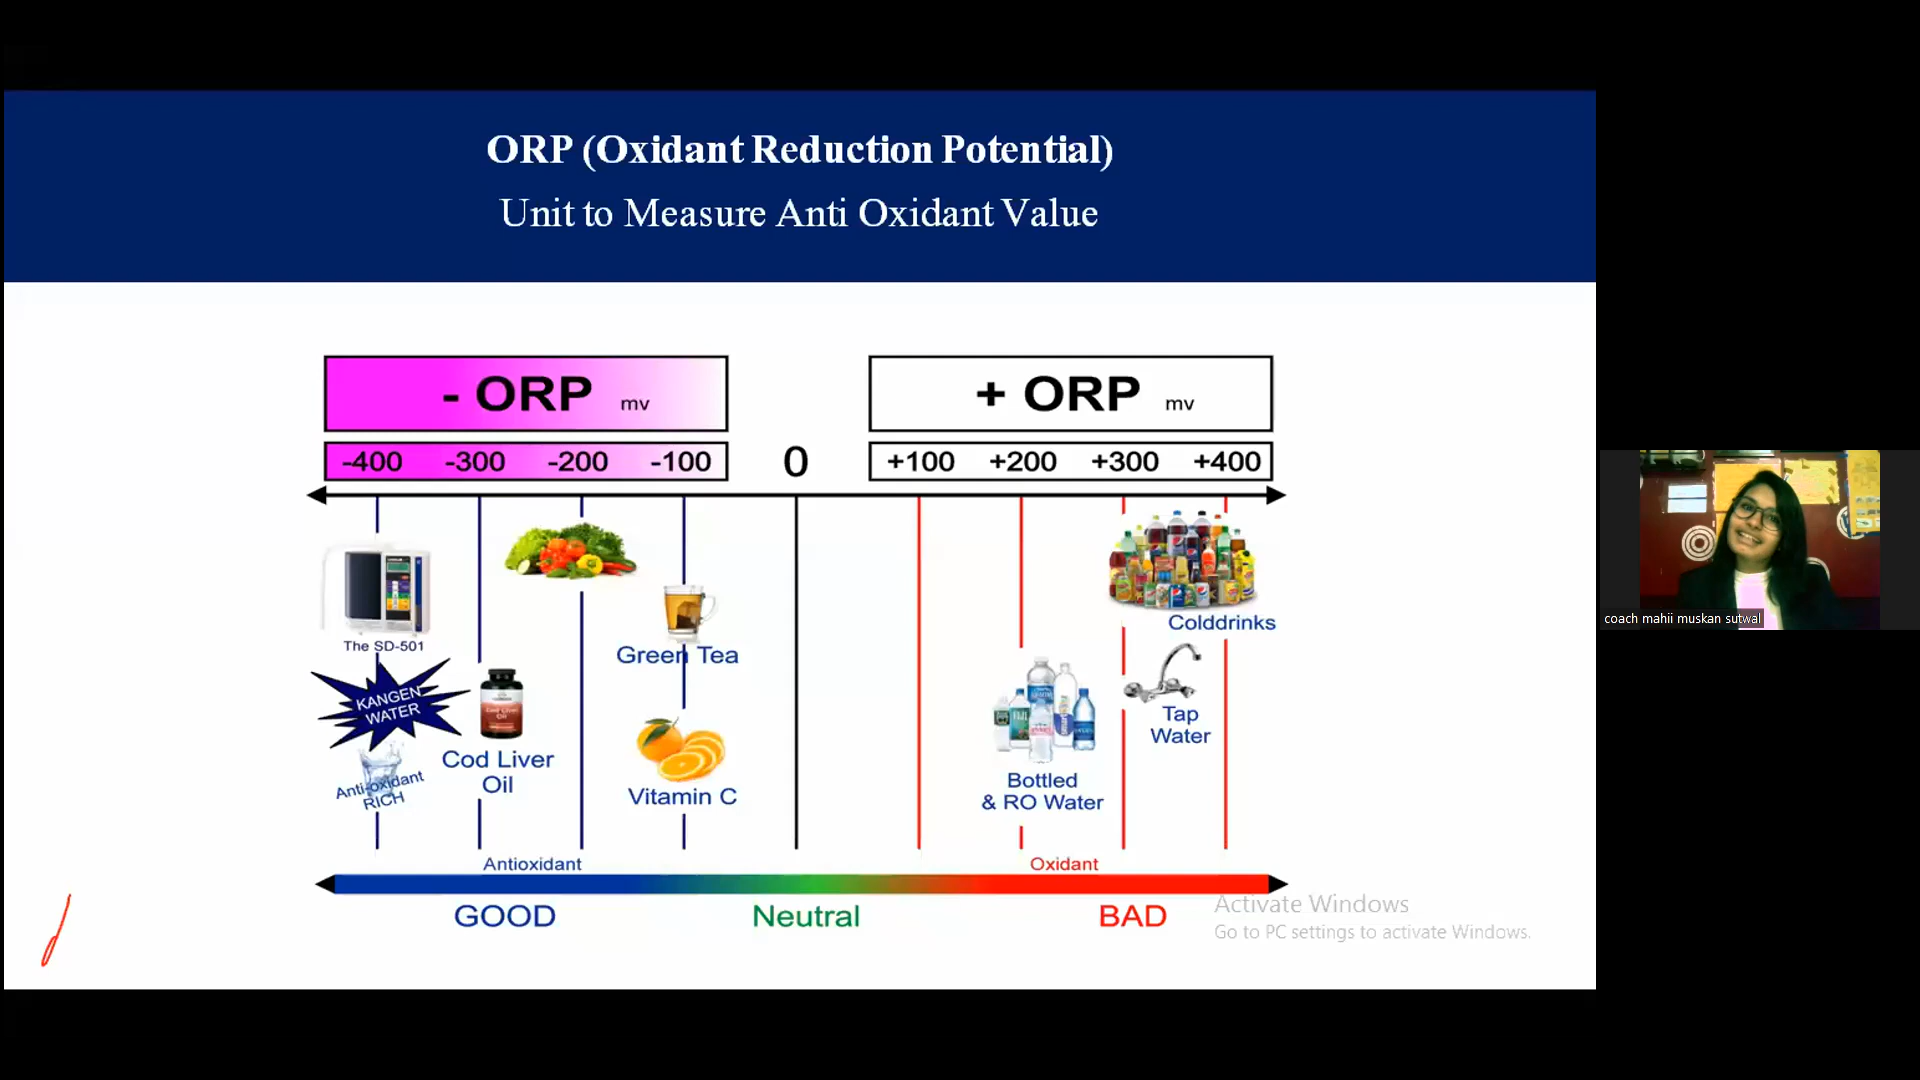 ORP (Oxidant Reduction Potential)
Unit to Measure Anti Oxidant Value
- ORP mv
+ ORP mv
-400 -300 -200 -100
0
+100 +200 +300 +400
The SD-501
KANGEN
WATER
Anti-oxidant
RICH
Cod Liver
Oil
Green Tea
Vitamin C
Colddrinks
Tap
Water
Bottled
& RO Water
Antioxidant
Oxidant
GOOD
Neutral
BAD
Activate Windows
Go to PC settings to activate Windows.
coach mahii muskan sutwal